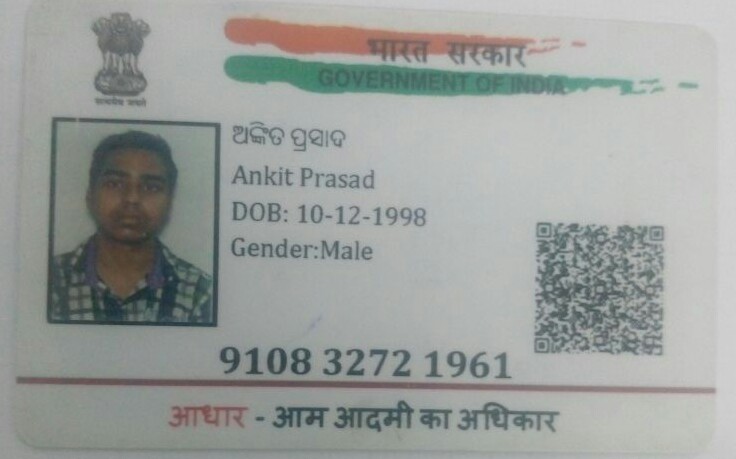 भारत सरकार
GOVERNMENT OF INDIA
सत्यमेव जयते
ଅଙ୍କିତ ପ୍ରସାଦ
Ankit Prasad
DOB: 10-12-1998
Gender:Male
9108 3272 1961
आधार - आम आदमी का अधिकार